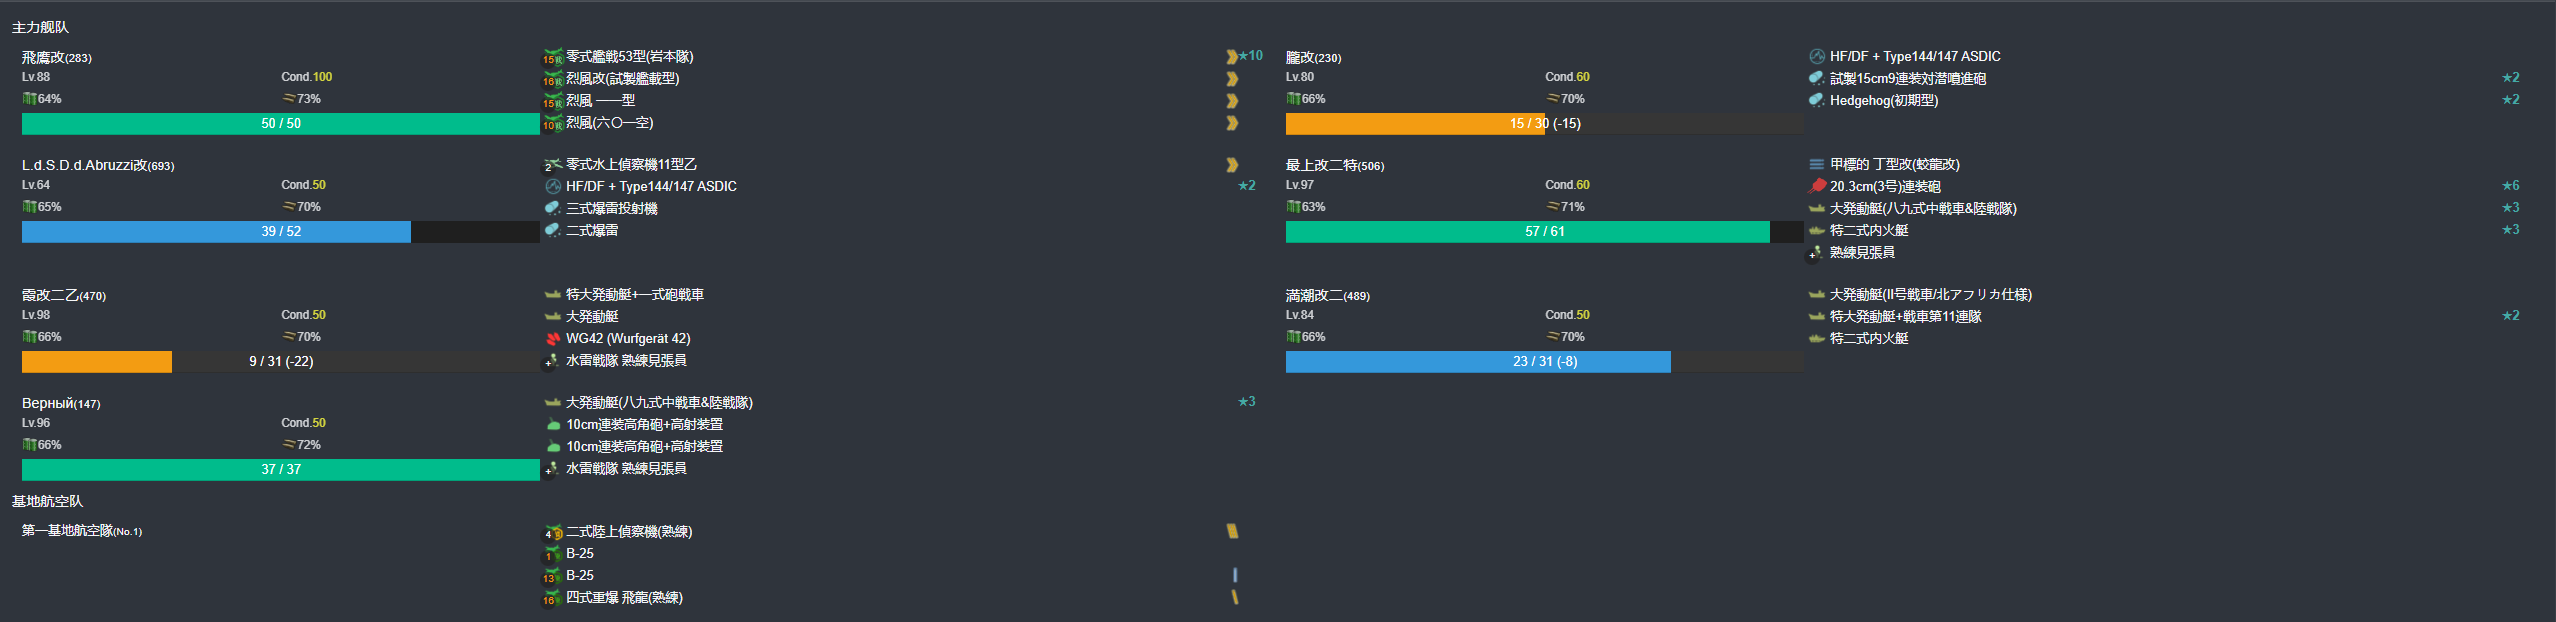 主力舰队
飛鷹改(283)
Lv.88 Cond.100
64% 73%
50 / 50
15 零式艦戦53型(岩本隊) ★10
16 烈風改(試製艦載型)
15 烈風 一一型
10 烈風(六〇一空)
朧改(230)
Lv.80 Cond.60
66% 70%
15 / 30 (-15)
HF/DF + Type144/147 ASDIC
試製15cm9連装対潜噴進砲 ★2
Hedgehog(初期型) ★2
L.d.S.D.d.Abruzzi改(693)
Lv.64 Cond.50
65% 70%
39 / 52
2 零式水上偵察機11型乙
HF/DF + Type144/147 ASDIC ★2
三式爆雷投射機
二式爆雷
最上改二特(506)
Lv.97 Cond.60
63% 71%
57 / 61
甲標的 丁型改(蛟龍改)
20.3cm(3号)連装砲 ★6
大発動艇(八九式中戦車&陸戦隊) ★3
特二式内火艇 ★3
+ 熟練見張員
霞改二乙(470)
Lv.98 Cond.50
66% 70%
9 / 31 (-22)
特大発動艇+一式砲戦車
大発動艇
WG42 (Wurfgerät 42)
+ 水雷戦隊 熟練見張員
満潮改二(489)
Lv.84 Cond.50
66% 70%
23 / 31 (-8)
大発動艇(II号戦車/北アフリカ仕様)
特大発動艇+戦車第11連隊 ★2
特二式内火艇
Верный(147)
Lv.96 Cond.50
66% 72%
37 / 37
大発動艇(八九式中戦車&陸戦隊) ★3
10cm連装高角砲+高射装置
10cm連装高角砲+高射装置
+ 水雷戦隊 熟練見張員
基地航空队
第一基地航空隊(No.1)
4 二式陸上偵察機(熟練)
1 B-25
13 B-25
16 四式重爆 飛龍(熟練)